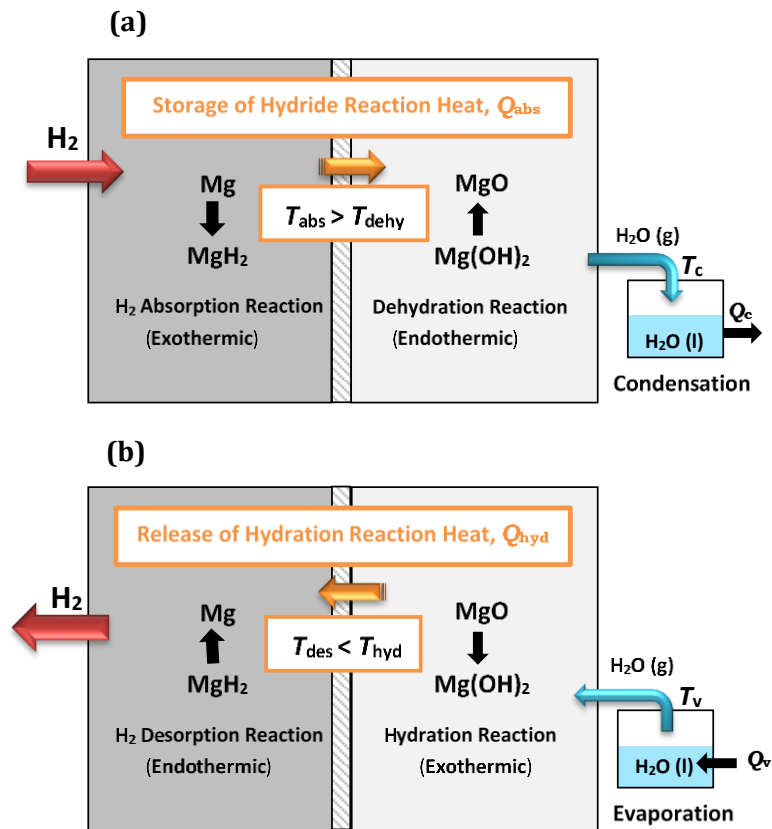 (a)
Storage of Hydride Reaction Heat, Qabs
H₂
Mg
MgO
Tabs > Tdehy
MgH₂
Mg(OH)₂
H₂O (g)
Tc
H₂ Absorption Reaction
(Exothermic)
Dehydration Reaction
(Endothermic)
Qc
H₂O (l)
Condensation
(b)
Release of Hydration Reaction Heat, Qhyd
H₂
Mg
MgO
Tdes < Thyd
MgH₂
Mg(OH)₂
H₂O (g)
Tv
H₂ Desorption Reaction
(Endothermic)
Hydration Reaction
(Exothermic)
H₂O (l)
Qv
Evaporation